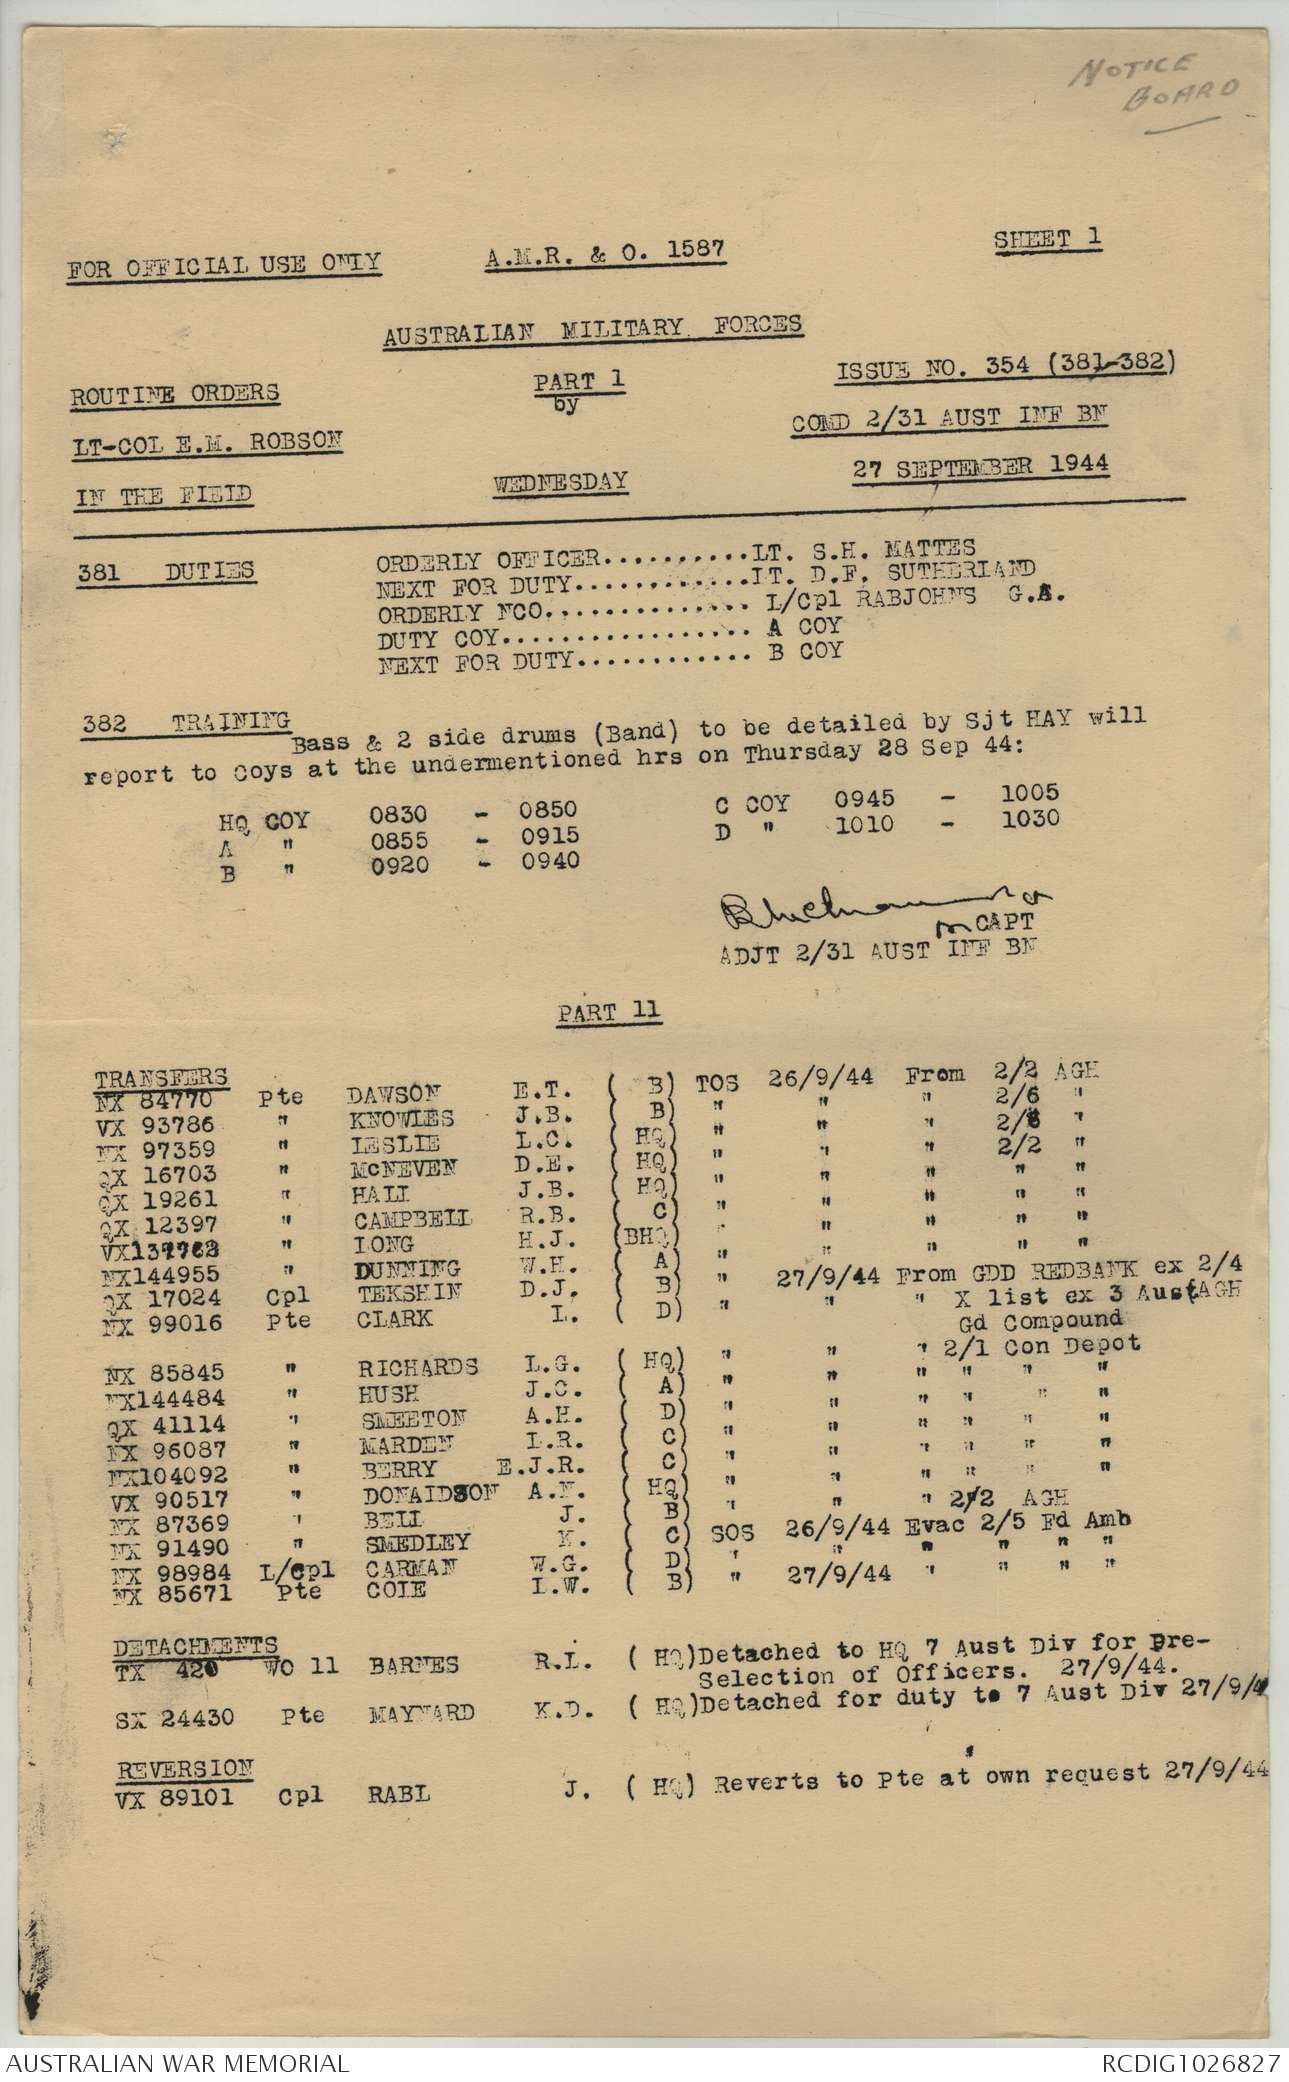 NOTICE
BOARD
FOR OFFICIAL USE ONLY A.M.R. & O. 1587 SHEET 1
AUSTRALIAN MILITARY FORCES
ROUTINE ORDERS PART 1 ISSUE NO. 354 (381-382)
by
LT-COL E.M. ROBSON COMD 2/31 AUST INF BN
IN THE FIELD WEDNESDAY 27 SEPTEMBER 1944
381 DUTIES ORDERLY OFFICER..........LT. S.H. MATTES
NEXT FOR DUTY............LT. D.F. SUTHERLAND
ORDERLY NCO.............. L/Cpl RABJOHNS G.A.
DUTY COY................. A COY
NEXT FOR DUTY............ B COY
382 TRAINING
Bass & 2 side drums (Band) to be detailed by Sjt HAY will
report to Coys at the undermentioned hrs on Thursday 28 Sep 44:
HQ COY 0830 - 0850 C COY 0945 - 1005
A " 0855 - 0915 D " 1010 - 1030
B " 0920 - 0940
CAPT
ADJT 2/31 AUST INF BN
PART 11
TRANSFERS
NX 84770 Pte DAWSON E.T. ( B) TOS 26/9/44 From 2/2 AGH
VX 93786 " KNOWLES J.B. ( B) " " " 2/6 "
NX 97359 " LESLIE L.C. ( HQ) " " " 2/6 "
QX 16703 " McNEVEN D.E. ( HQ) " " " 2/2 "
QX 19261 " HALL J.B. ( HQ) " " " " "
QX 12397 " CAMPBELL R.B. ( C) " " " " "
VX " LONG H.J. (BHQ) " " " " "
NX144955 " DUNNING W.H. ( A) " " " " "
QX 17024 Cpl TEKSHIN D.J. ( B) " 27/9/44 From GDD REDBANK ex 2/4
NX 99016 Pte CLARK L. ( D) " " " X list ex 3 Aust (AGH
Gd Compound
NX 85845 " RICHARDS L.G. ( HQ) " " " 2/1 Con Depot
NX144484 " HUSH J.C. ( A) " " " " " "
QX 41114 " SMEETON A.H. ( D) " " " " " "
NX 96087 " MARDEN L.R. ( C) " " " " " "
NX104092 " BERRY E.J.R. ( C) " " " " " "
VX 90517 " DONALDSON A.N. ( HQ) " " " " " "
NX 87369 " BELL J. ( B) " " " 2/2 AGH
NX 91490 " SMEDLEY K. ( C) SOS 26/9/44 Evac 2/5 Fd Amb
NX 98984 L/Cpl CARMAN W.G. ( D) " " " " " "
NX 85671 Pte COLE L.W. ( B) " 27/9/44 " " " "
DETACHMENTS
TX 420 WO 11 BARNES R.L. ( HQ)Detached to HQ 7 Aust Div for Pre-
Selection of Officers. 27/9/44.
SX 24430 Pte MAYNARD K.D. ( HQ)Detached for duty to 7 Aust Div 27/9/4
REVERSION
VX 89101 Cpl RABL J. ( HQ) Reverts to Pte at own request 27/9/44
AUSTRALIAN WAR MEMORIAL RCDIG1026827